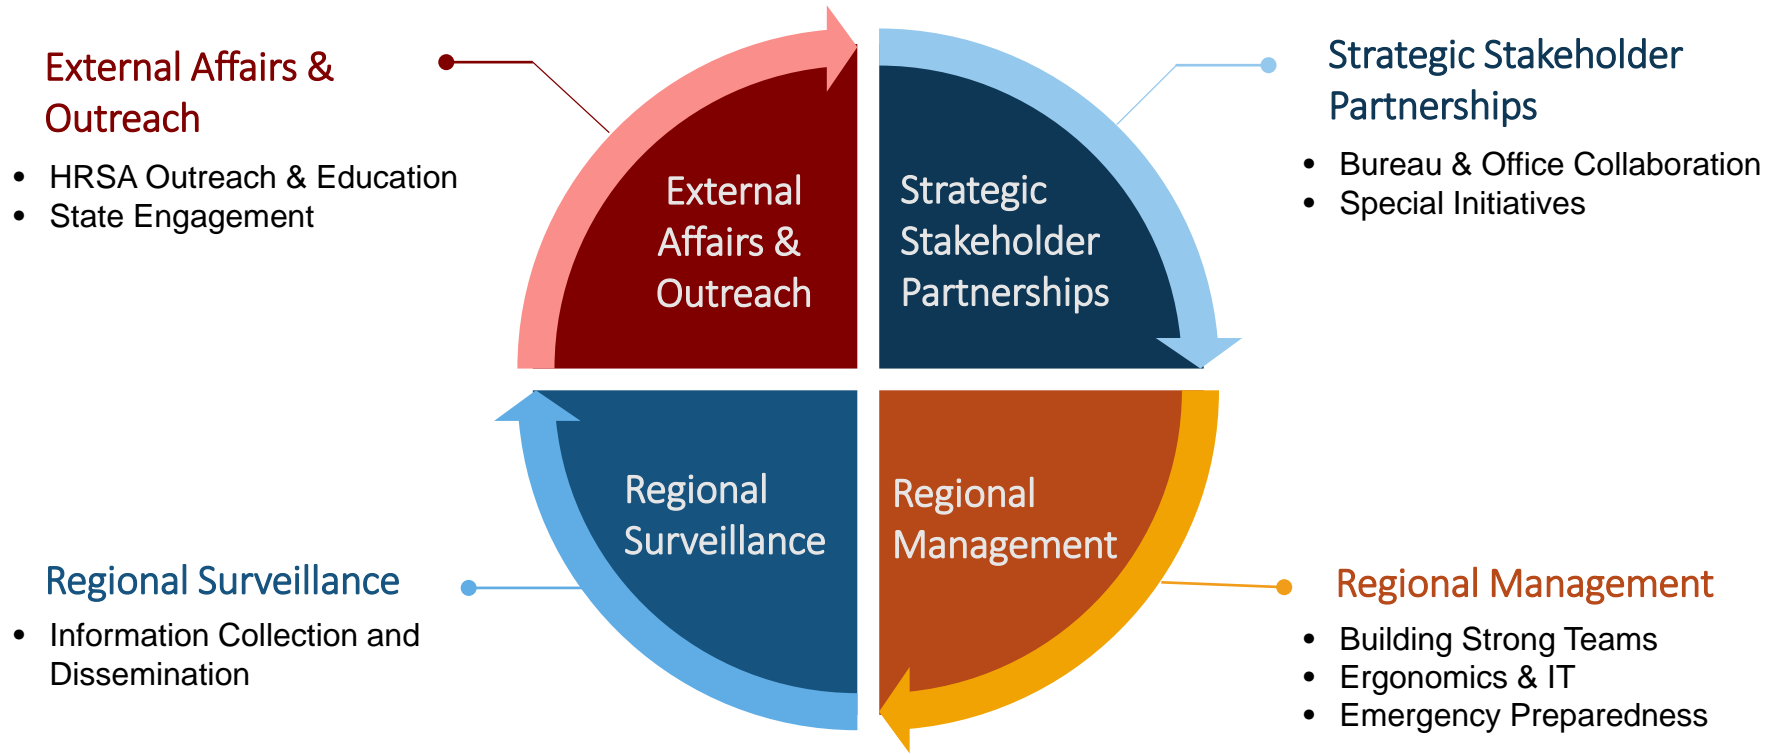 External Affairs &
Outreach
• HRSA Outreach & Education
• State Engagement
External
Affairs &
Outreach
Strategic
Stakeholder
Partnerships
Strategic Stakeholder
Partnerships
• Bureau & Office Collaboration
• Special Initiatives
Regional Surveillance
• Information Collection and
Dissemination
Regional
Surveillance
Regional
Management
Regional Management
• Building Strong Teams
• Ergonomics & IT
• Emergency Preparedness